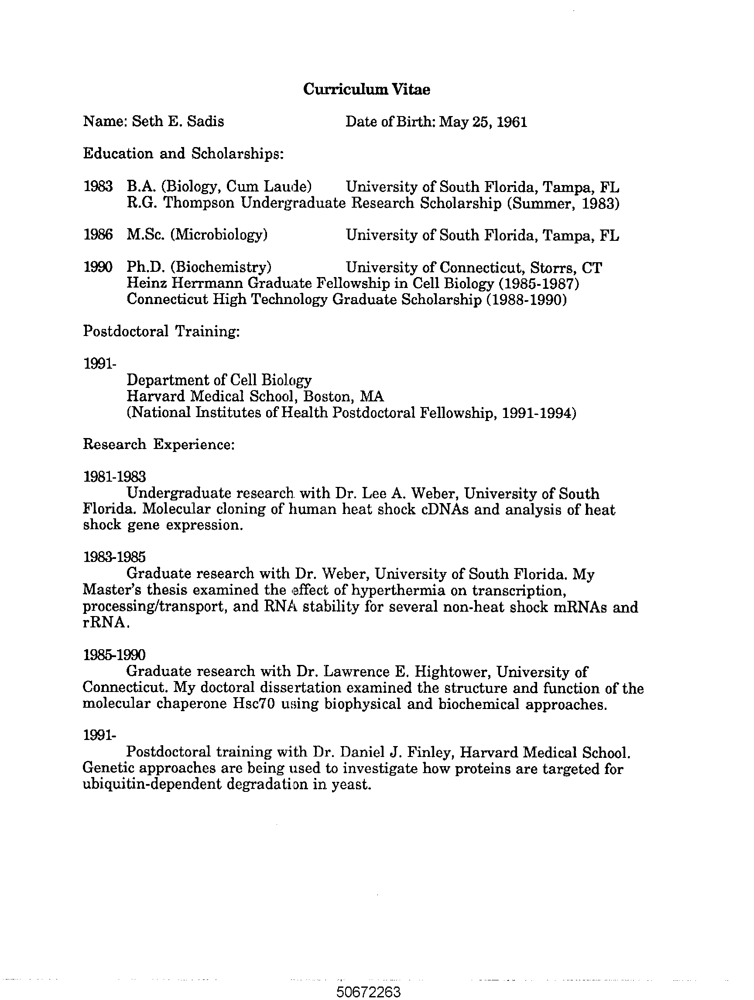 Curriculum Vitae
Name: Seth E. Sadis Date of Birth: May 25, 1961
Education and Scholarships:
1983 B.A. (Biology, Cum Laude) University of South Florida, Tampa, FL
R.G. Thompson Undergraduate Research Scholarship (Summer, 1983)
1986 M.Sc. (Microbiology) University of South Florida, Tampa, FL
1990 Ph.D. (Biochemistry) University of Connecticut, Storrs, CT
Heinz Herrmann Graduate Fellowship in Cell Biology (1985-1987)
Connecticut High Technology Graduate Scholarship (1988-1990)
Postdoctoral Training:
1991-
Department of Cell Biology
Harvard Medical School, Boston, MA
(National Institutes of Health Postdoctoral Fellowship, 1991-1994)
Research Experience:
1981-1983
Undergraduate research with Dr. Lee A. Weber, University of South
Florida. Molecular cloning of human heat shock cDNAs and analysis of heat
shock gene expression.
1983-1985
Graduate research with Dr. Weber, University of South Florida. My
Master's thesis examined the effect of hyperthermia on transcription,
processing/transport, and RNA stability for several non-heat shock mRNAs and
rRNA.
1985-1990
Graduate research with Dr. Lawrence E. Hightower, University of
Connecticut. My doctoral dissertation examined the structure and function of the
molecular chaperone Hsc70 using biophysical and biochemical approaches.
1991-
Postdoctoral training with Dr. Daniel J. Finley, Harvard Medical School.
Genetic approaches are being used to investigate how proteins are targeted for
ubiquitin-dependent degradation in yeast.
50672263